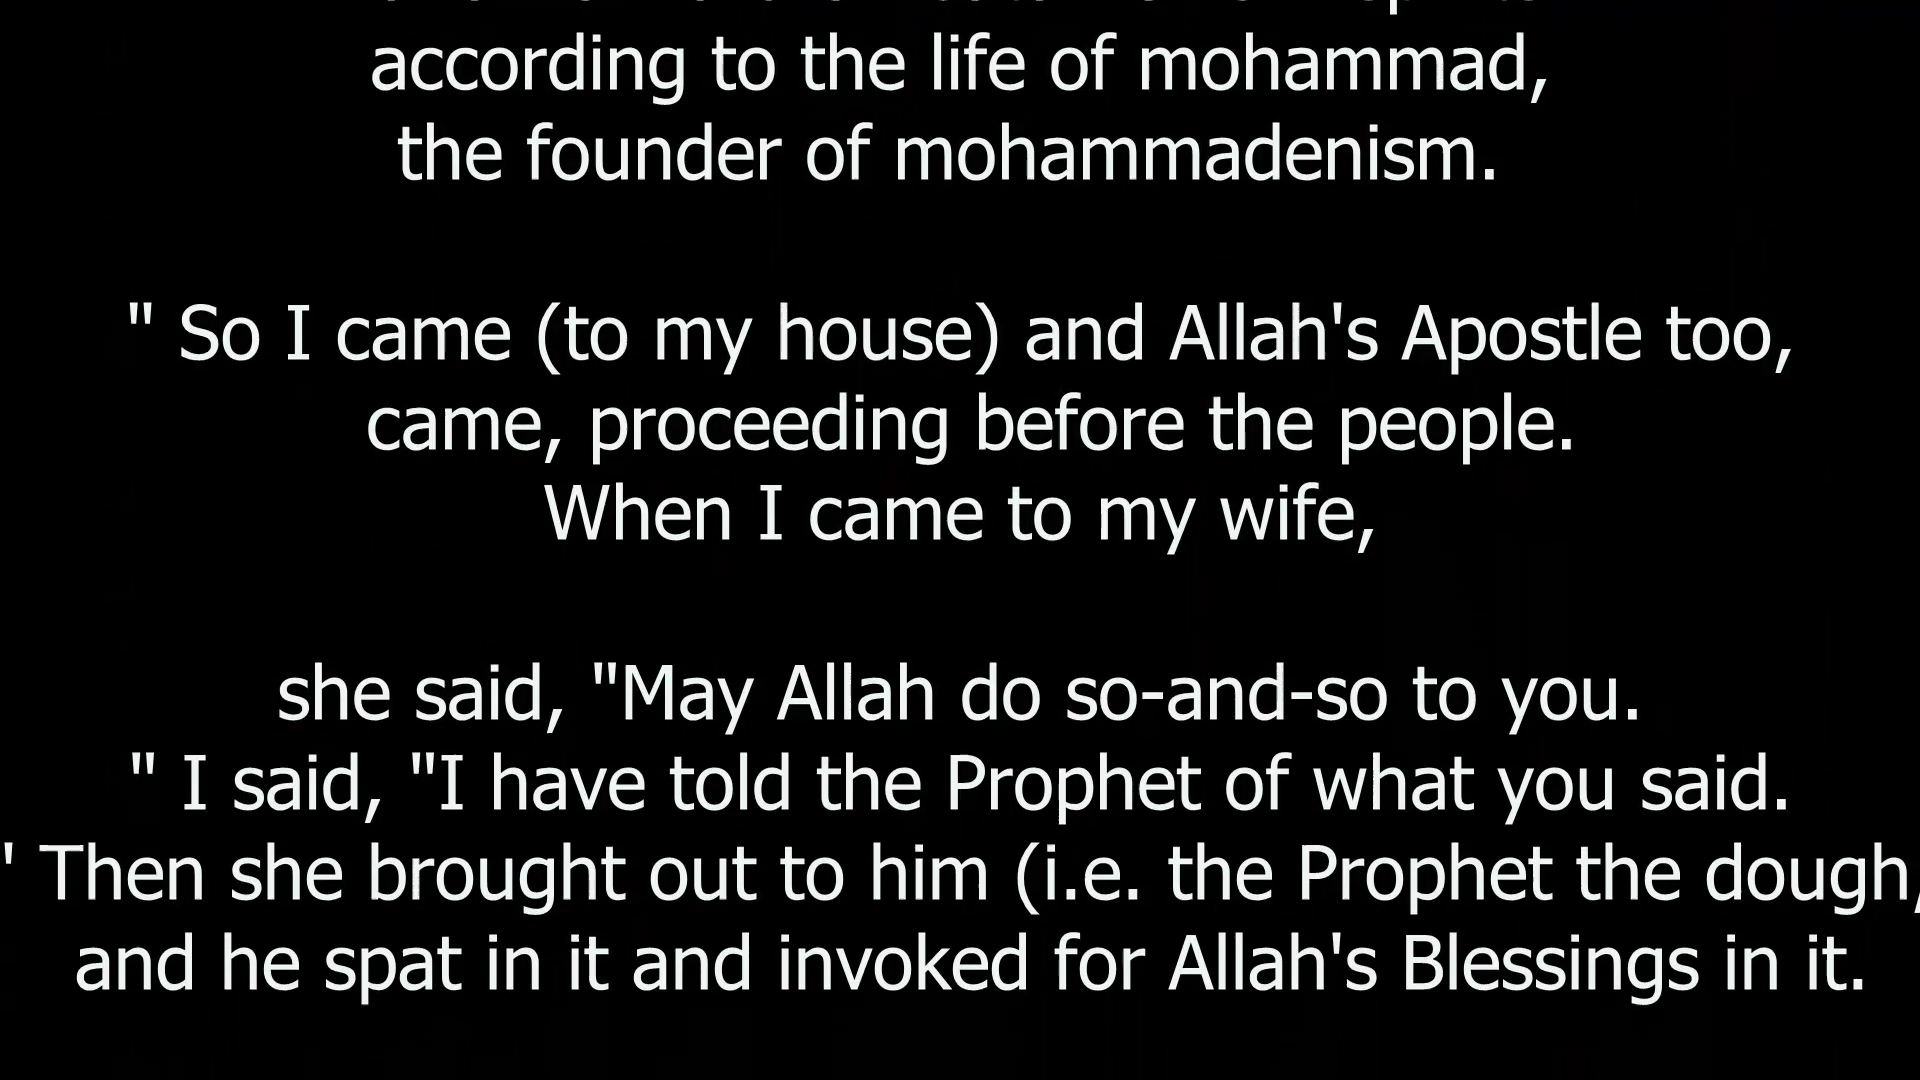 according to the life of mohammad,
the founder of mohammadenism.
" So I came (to my house) and Allah's Apostle too,
came, proceeding before the people.
When I came to my wife,
she said, "May Allah do so-and-so to you.
" I said, "I have told the Prophet of what you said.
' Then she brought out to him (i.e. the Prophet the dough,
and he spat in it and invoked for Allah's Blessings in it.